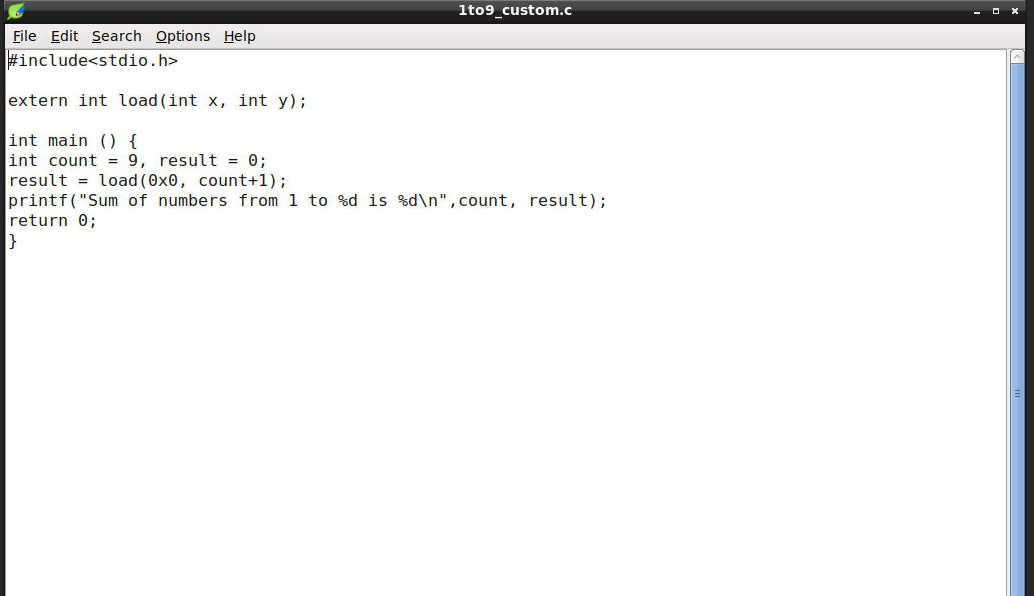 1to9_custom.c
File Edit Search Options Help
#include<stdio.h>
extern int load(int x, int y);
int main () {
int count = 9, result = 0;
result = load(0x0, count+1);
printf("Sum of numbers from 1 to %d is %d\n",count, result);
return 0;
}